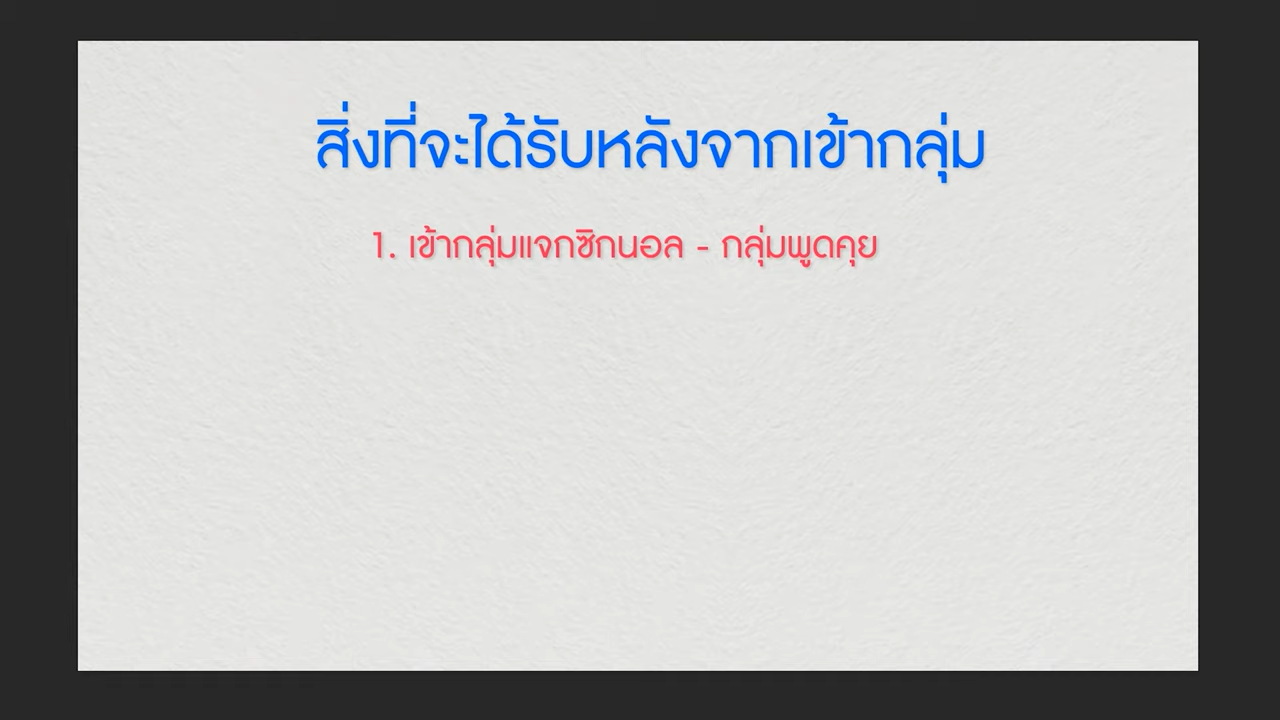 สิ่งที่จะได้รับหลังจากเข้ากลุ่ม
1. เข้ากลุ่มแจกซิกนอล - กลุ่มพูดคุย